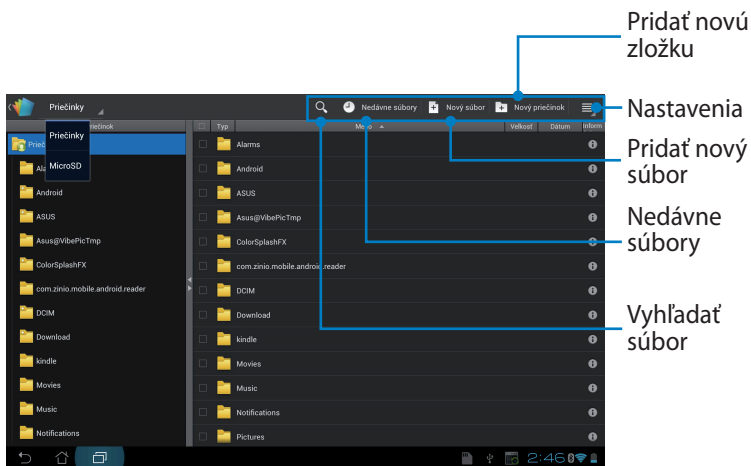 Pridať novú
zložku
Nastavenia
Pridať nový
súbor
Nedávne
súbory
Vyhľadať
súbor
Priečinky
Nedávne súbory
Nový súbor
Nový priečinok
Priečinky
MicroSD
Typ
Veľkosť
Dátum
Inform
Android
ASUS
Asus@VibePicTmp
ColorSplashFX
com.zinio.mobile.android.reader
DCIM
Download
kindle
Movies
Music
Notifications
Alarms
Android
ASUS
Asus@VibePicTmp
ColorSplashFX
com.zinio.mobile.android.reader
DCIM
Download
kindle
Movies
Music
Notifications
Pictures
2:46